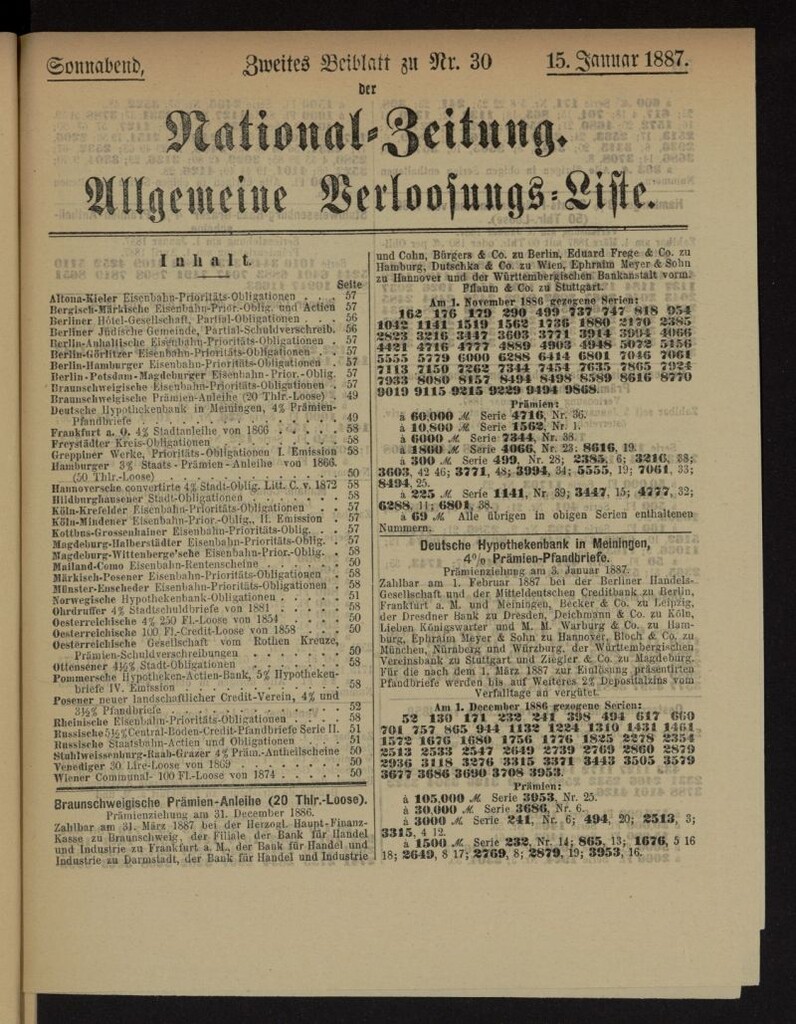 Sonnabend,
Zweites Beiblatt zu Nr. 30
15. Januar 1887.
der
National-Zeitung.
Allgemeine Verloosungs-Liste.
Inhalt.
Seite
Altona-Kieler Eisenbahn-Prioritäts-Obligationen . . . 57
Bergisch-Märkische Eisenbahn-Prior.-Oblig. und Actien 57
Berliner Hôtel-Gesellschaft, Partial-Obligationen . . 56
Berliner Jüdische Gemeinde, Partial-Schuldverschreib. 56
Berlin-Anhaltische Eisenbahn-Prioritäts-Obligationen . 57
Berlin-Görlitzer Eisenbahn-Prioritäts-Obligationen . . 57
Berlin-Hamburger Eisenbahn-Prioritäts-Obligationen . 57
Berlin-Potsdam-Magdeburger Eisenbahn-Prior.-Oblig. 57
Braunschweigische Eisenbahn-Prioritäts-Obligationen . 57
Braunschweigische Prämien-Anleihe (20 Thlr.-Loose) . 49
Deutsche Hypothekenbank in Meiningen, 4% Prämien-
Pfandbriefe . . . . . . . . . . 49
Frankfurt a. O. 4% Stadtanleihe von 1866 . . . . . 58
Freystädter Kreis-Obligationen . . . . . . . 58
Greppiner Werke, Prioritäts-Obligationen I. Emission 58
Hamburger 3% Staats-Prämien-Anleihe von 1866.
(50 Thlr.-Loose) . . . . . . . . . 50
Hannoversche convertirte 4% Stadt-Oblig. Litt. C. v. 1872 58
Hildburghausener Stadt-Obligationen . . . . . . 58
Köln-Krefelder Eisenbahn-Prioritäts-Obligationen . . 57
Köln-Mindener Eisenbahn-Prior.-Oblig., II. Emission . 57
Kottbus-Grossenhainer Eisenbahn-Prioritäts-Oblig. . . 57
Magdeburg-Halberstädter Eisenbahn-Prioritäts-Oblig. . 57
Magdeburg-Wittenberge'sche Eisenbahn-Prior.-Oblig. . 58
Mailand-Como Eisenbahn-Rentenscheine . . . . . 50
Märkisch-Posener Eisenbahn-Prioritäts-Obligationen . 58
Münster-Enscheder Eisenbahn-Prioritäts-Obligationen . 58
Norwegische Hypothekenbank-Obligationen . . . . 51
Ohrdruffer 4% Stadtschuldbriefe von 1881 . . . . . 58
Oesterreichische 4% 250 Fl.-Loose von 1854 . . . . . 50
Oesterreichische 100 Fl.-Credit-Loose von 1858 . . . . 50
Oesterreichische Gesellschaft vom Rothen Kreuze,
Prämien-Schuldverschreibungen . . . . . . 50
Ottensener 4½% Stadt-Obligationen . . . . . . 58
Pommersche Hypotheken-Actien-Bank, 5% Hypotheken-
briefe IV. Emission . . . . . . . . . 58
Posener neuer landschaftlicher Credit-Verein, 4% und
3½% Pfandbriefe . . . . . . . . . 52
Rheinische Eisenbahn-Prioritäts-Obligationen . . . . 58
Russische 5½% Central-Boden-Credit-Pfandbriefe Serie II. 51
Russische Staatsbahn-Actien und Obligationen . . . 51
Stuhlweissenburg-Raab-Grazer 4% Präm.-Antheilscheine 50
Venediger 30 Lire-Loose von 1869 . . . . . . . 50
Wiener Communal- 100 Fl.-Loose von 1874 . . . . . 50
Braunschweigische Prämien-Anleihe (20 Thlr.-Loose).
Prämienziehung am 31. December 1886.
Zahlbar am 31. März 1887 bei der Herzogl. Haupt-Finanz-
Kasse zu Braunschweig, der Filiale der Bank für Handel
und Industrie zu Frankfurt a. M., der Bank für Handel und
Industrie zu Darmstadt, der Bank für Handel und Industrie
und Cohn, Bürgers & Co. zu Berlin, Eduard Frege & Co. zu
Hamburg, Dutschka & Co. zu Wien, Ephraim Meyer & Sohn
zu Hannover und der Württembergischen Bankanstalt vorm.
Pflaum & Co. zu Stuttgart.
Am 1. November 1886 gezogene Serien:
162 176 179 290 499 737 747 818 954
1042 1141 1519 1562 1736 1880 2170 2385
2823 3216 3447 3603 3771 3914 3994 4066
4421 4716 4777 4889 4903 4948 5072 5156
5555 5779 6000 6288 6414 6801 7046 7061
7113 7150 7262 7344 7454 7635 7865 7924
7933 8080 8157 8494 8498 8589 8616 8770
9019 9115 9215 9229 9494 9868.
Prämien:
à 60,000 M Serie 4716, Nr. 36.
à 10,800 M Serie 1562, Nr. 1.
à 6000 M Serie 7344, Nr. 38.
à 1800 M Serie 4066, Nr. 23; 8616, 19.
à 300 M Serie 499, Nr. 28; 2385, 6; 3216, 38;
3603, 42 46; 3771, 48; 3994, 34; 5555, 19; 7061, 33;
8494, 25.
à 225 M Serie 1141, Nr. 39; 3447, 15; 4777, 32;
6288, 11; 6801, 38.
à 69 M Alle übrigen in obigen Serien enthaltenen
Nummern.
Deutsche Hypothekenbank in Meiningen,
4% Prämien-Pfandbriefe.
Prämienziehung am 3. Januar 1887.
Zahlbar am 1. Februar 1887 bei der Berliner Handels-
Gesellschaft und der Mitteldeutschen Creditbank zu Berlin,
Frankfurt a. M. und Meiningen, Becker & Co. zu Leipzig,
der Dresdner Bank zu Dresden, Deichmann & Co. zu Köln,
Lieben Königswarter und M. M. Warburg & Co. zu Ham-
burg, Ephraim Meyer & Sohn zu Hannover, Bloch & Co. zu
München, Nürnberg und Würzburg, der Württembergischen
Vereinsbank zu Stuttgart und Ziegler & Co. zu Magdeburg.
Für die nach dem 1. März 1887 zur Einlösung präsentirten
Pfandbriefe werden bis auf Weiteres 2% Depositalzins vom
Verfalltage an vergütet.
Am 1. December 1886 gezogene Serien:
52 130 171 232 241 398 494 617 660
701 757 865 944 1132 1224 1310 1431 1461
1572 1676 1680 1756 1776 1825 2278 2354
2513 2533 2547 2649 2739 2769 2860 2879
2936 3118 3276 3315 3371 3443 3505 3579
3677 3686 3690 3708 3953.
Prämien:
à 105,000 M Serie 3953, Nr. 25.
à 30,000 M Serie 3686, Nr. 6.
à 3000 M Serie 241, Nr. 6; 494, 20; 2513, 3;
3315, 4 12.
à 1500 M Serie 232, Nr. 14; 865, 13; 1676, 5 16
18; 2649, 8 17; 2769, 8; 2879, 19; 3953, 16.